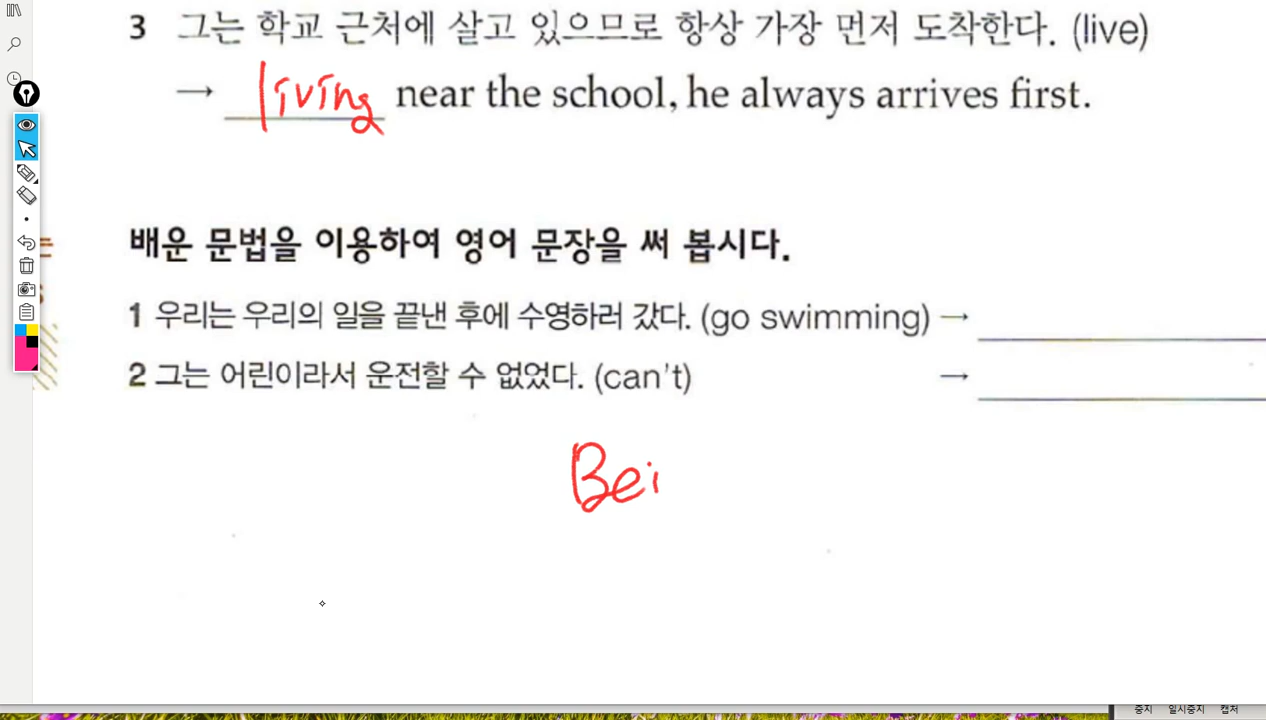 3 그는 학교 근처에 살고 있으므로 항상 가장 먼저 도착한다. (live)
→ living near the school, he always arrives first.
배운 문법을 이용하여 영어 문장을 써 봅시다.
1 우리는 우리의 일을 끝낸 후에 수영하러 갔다. (go swimming) →
2 그는 어린이라서 운전할 수 없었다. (can't) →
Bei
중지 일시중지 캡처